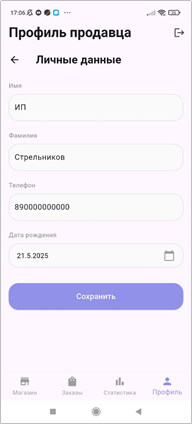 17:06
Профиль продавца
Личные данные
Имя
ИП
Фамилия
Стрельников
Телефон
890000000000
Дата рождения
21.5.2025
Сохранить
Магазин
Заказы
Статистика
Профиль